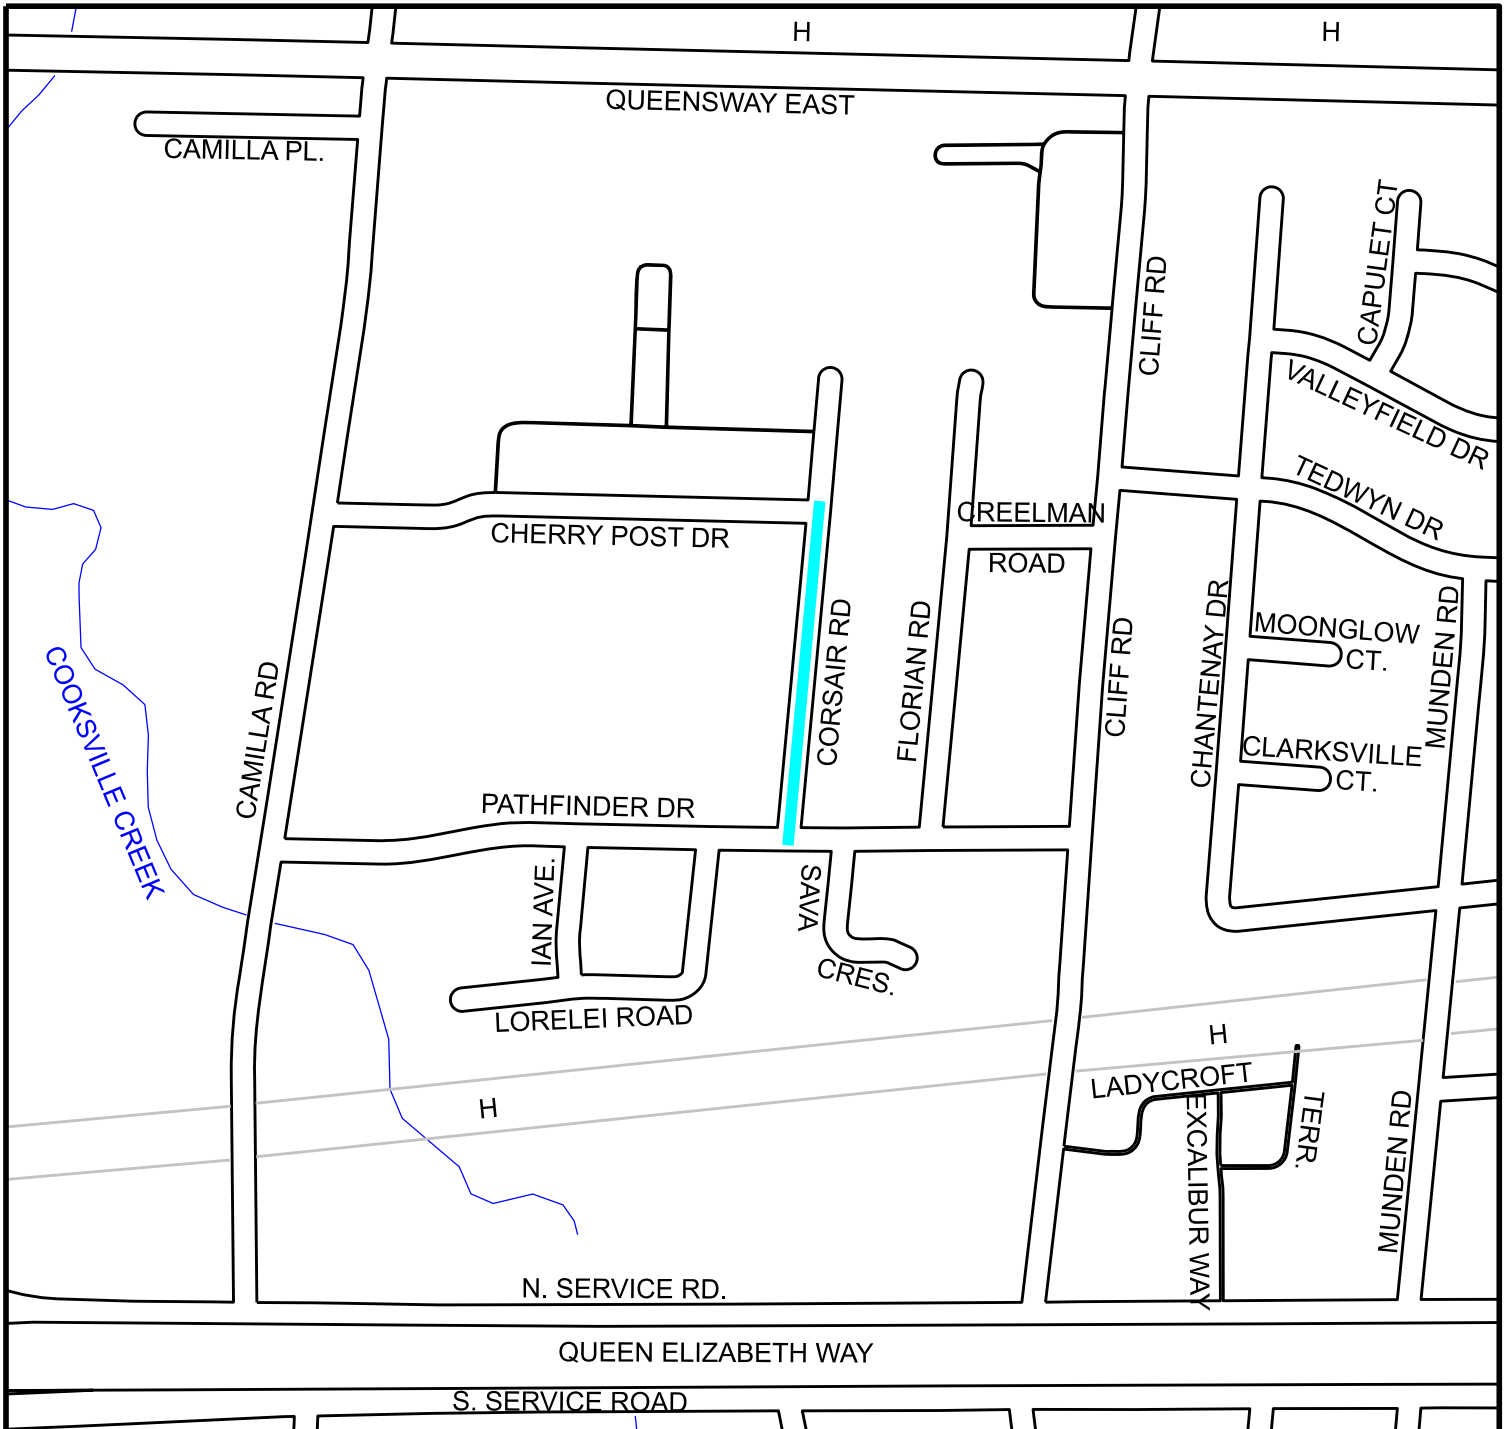 H
H
QUEENSWAY EAST
CAMILLA PL.
CAPULET CT
CLIFF RD
VALLEYFIELD DR
TEDWYN DR
CREELMAN
ROAD
CHERRY POST DR
MOONGLOW
CT.
MUNDEN RD
CHANTENAY DR
CORSAIR RD
FLORIAN RD
CLIFF RD
CAMILLA RD
COOKSVILLE CREEK
CLARKSVILLE
CT.
PATHFINDER DR
IAN AVE.
SAVA
CRES.
LORELEI ROAD
H
H
LADYCROFT
TERR.
EXCALIBUR WAY
MUNDEN RD
N. SERVICE RD.
QUEEN ELIZABETH WAY
S. SERVICE ROAD